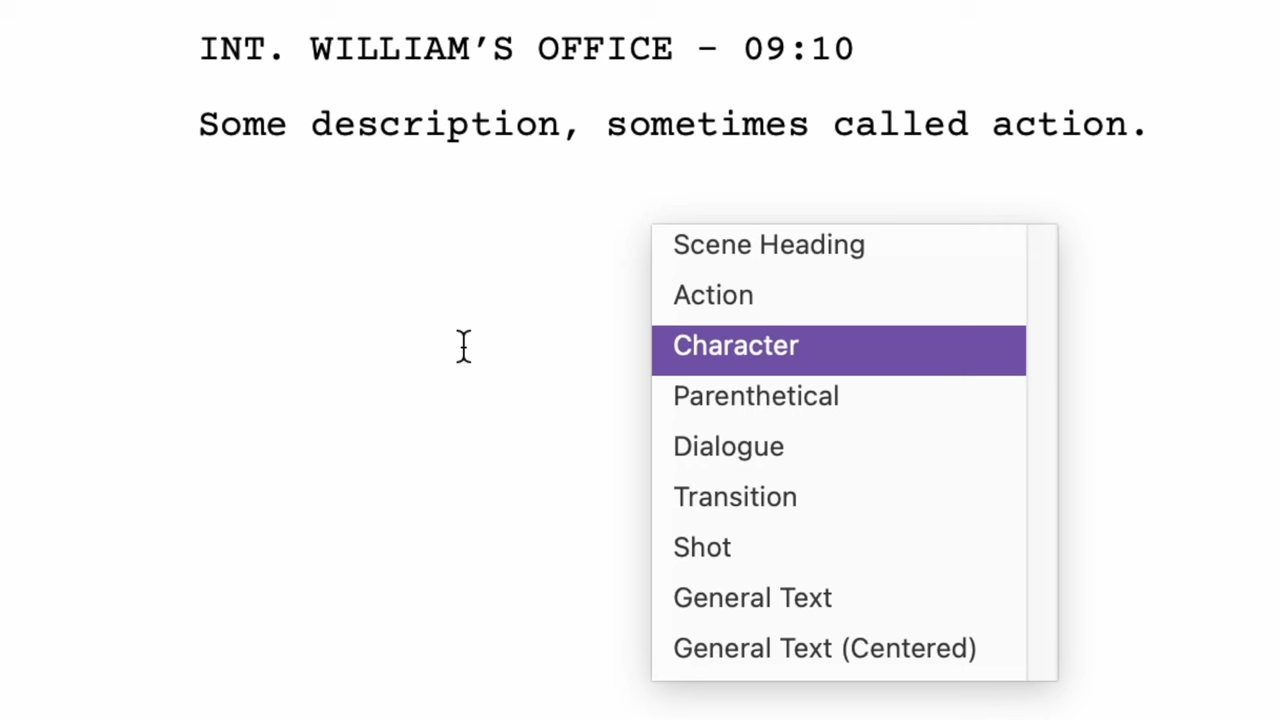 INT. WILLIAM’S OFFICE – 09:10
Some description, sometimes called action.
Scene Heading
Action
Character
Parenthetical
Dialogue
Transition
Shot
General Text
General Text (Centered)